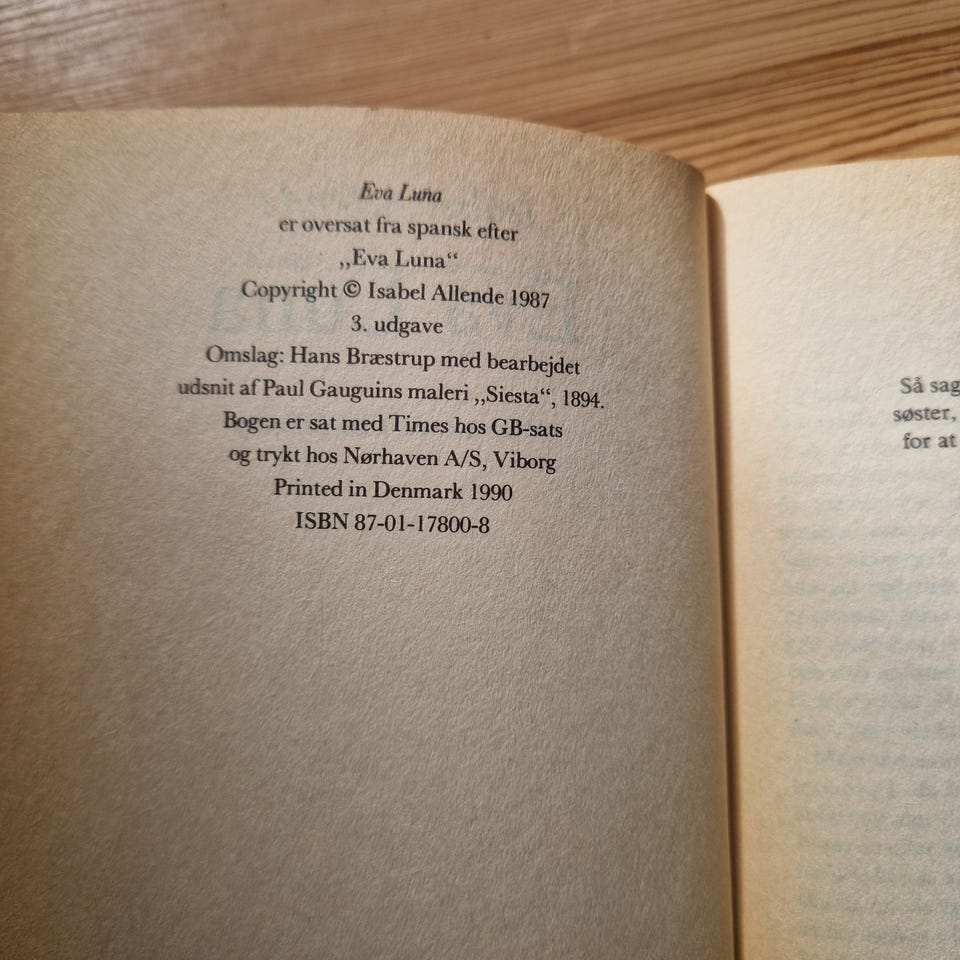 Eva Luna
er oversat fra spansk efter
„Eva Luna“
Copyright © Isabel Allende 1987
3. udgave
Omslag: Hans Bræstrup med bearbejdet
udsnit af Paul Gauguins maleri „Siesta“, 1894.
Bogen er sat med Times hos GB-sats
og trykt hos Nørhaven A/S, Viborg
Printed in Denmark 1990
ISBN 87-01-17800-8
Så sag
søster,
for at